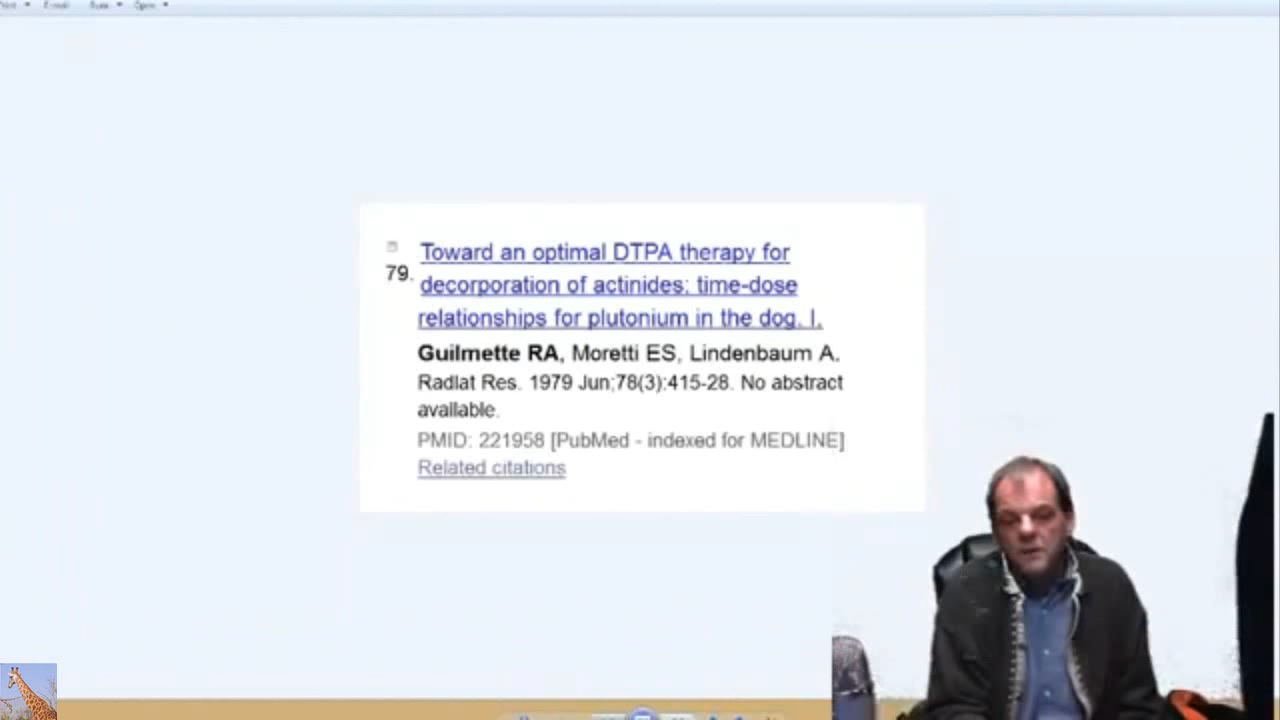 79. Toward an optimal DTPA therapy for
decorporation of actinides: time-dose
relationships for plutonium in the dog. I.
Guilmette RA, Moretti ES, Lindenbaum A.
Radiat Res. 1979 Jun;78(3):415-28. No abstract
available.
PMID: 221958 [PubMed - indexed for MEDLINE]
Related citations